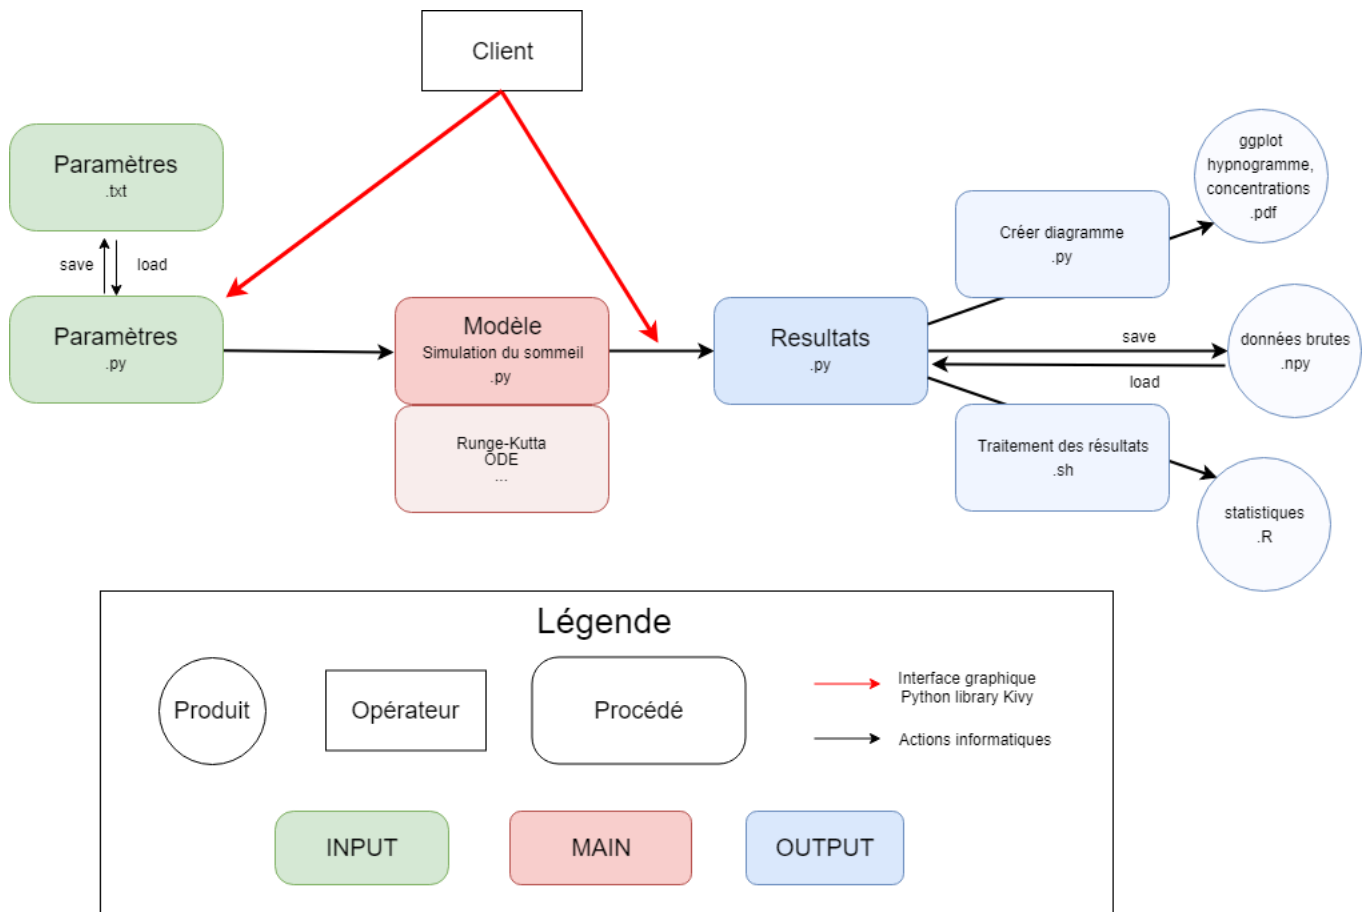 Client
Paramètres
.txt
save
load
Paramètres
.py
Modèle
Simulation du sommeil
.py
Runge-Kutta
ODE
...
Resultats
.py
Créer diagramme
.py
ggplot
hypnogramme,
concentrations
.pdf
save
load
données brutes
.npy
Traitement des résultats
.sh
statistiques
.R
Légende
Produit
Opérateur
Procédé
Interface graphique
Python library Kivy
Actions informatiques
INPUT
MAIN
OUTPUT